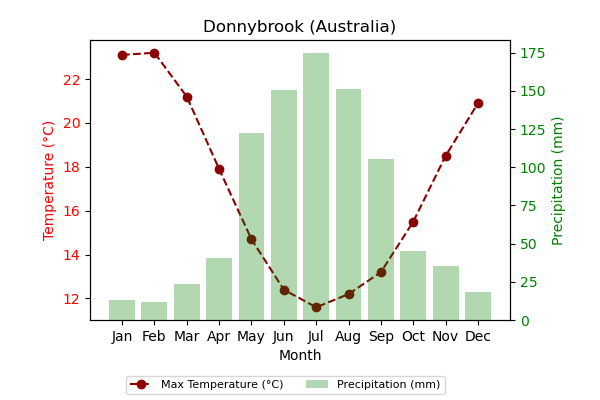 Donnybrook (Australia)
Temperature (°C)
22
20
18
16
14
12
175
150
125
100
75
50
25
0
Precipitation (mm)
Jan Feb Mar Apr May Jun Jul Aug Sep Oct Nov Dec
Month
Max Temperature (°C) Precipitation (mm)